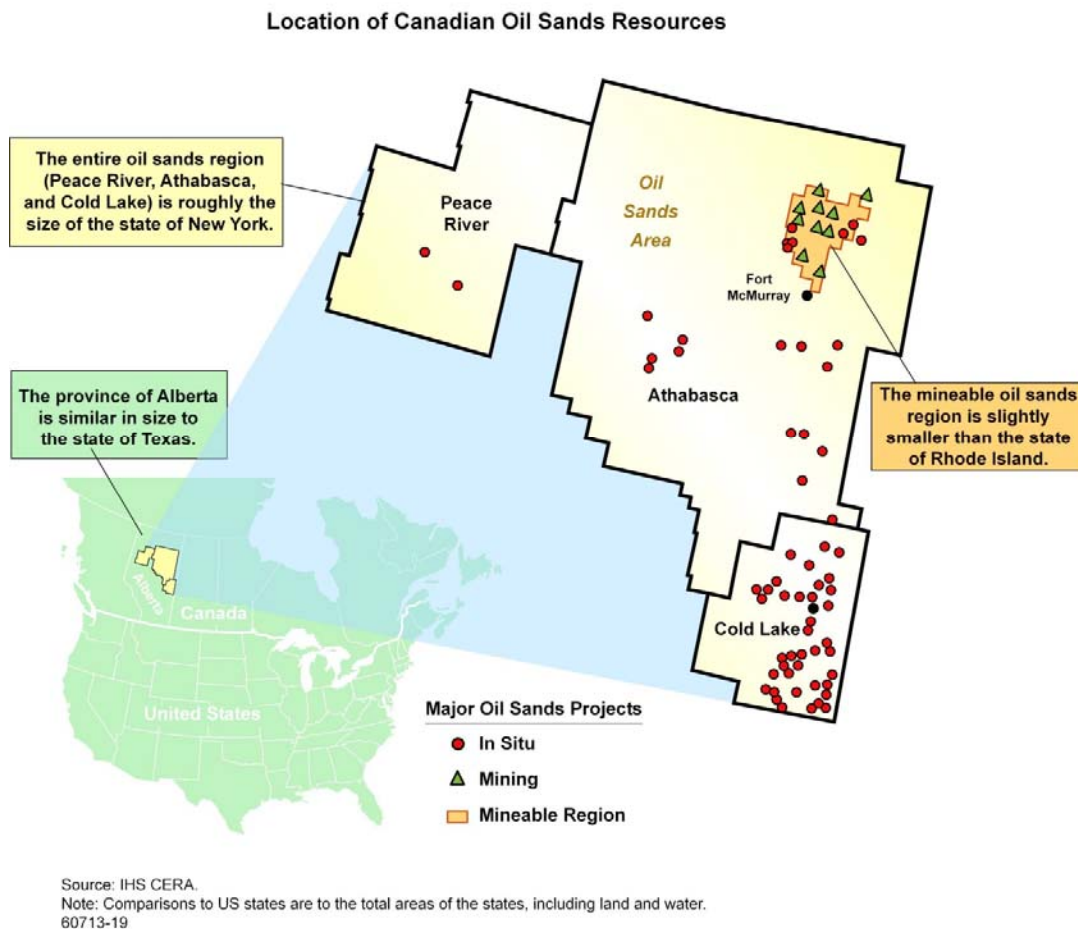 Location of Canadian Oil Sands Resources
The entire oil sands region
(Peace River, Athabasca,
and Cold Lake) is roughly the
size of the state of New York.
Peace
River
Oil
Sands
Area
Fort
McMurray
Athabasca
The mineable oil sands
region is slightly
smaller than the state
of Rhode Island.
The province of Alberta
is similar in size to
the state of Texas.
Alberta
Canada
United States
Cold Lake
Major Oil Sands Projects
In Situ
Mining
Mineable Region
Source: IHS CERA.
Note: Comparisons to US states are to the total areas of the states, including land and water.
60713-19